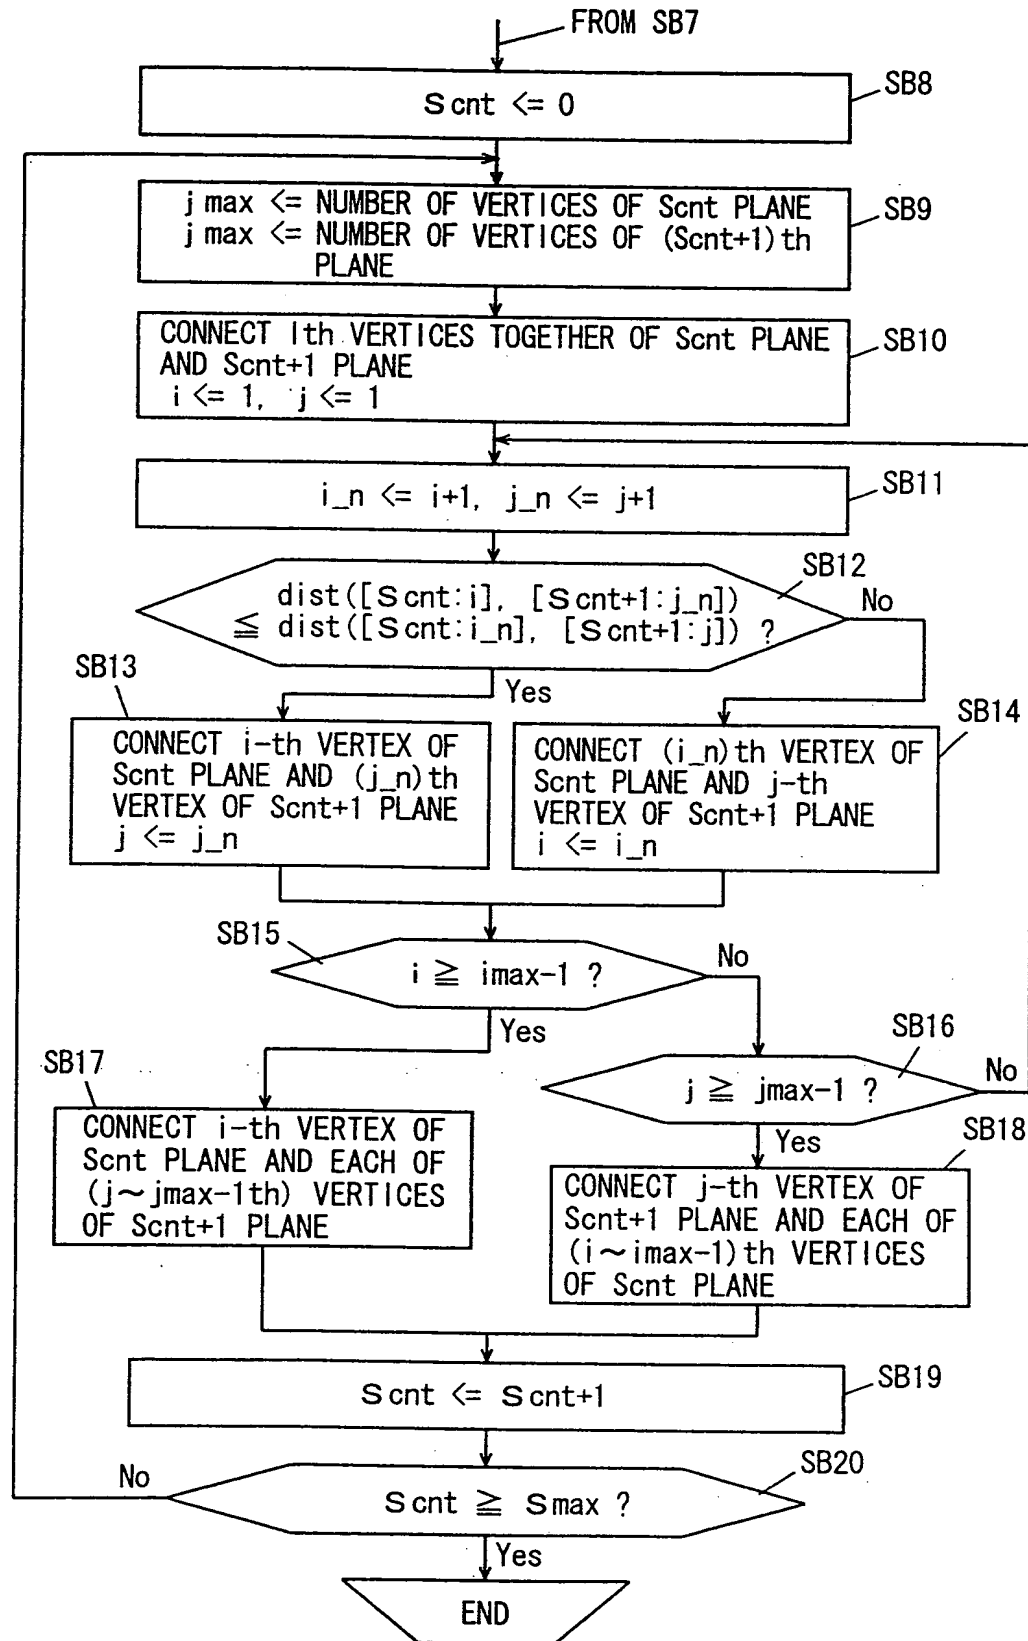 FROM SB7
Scnt <= 0
SB8
jmax <= NUMBER OF VERTICES OF Scnt PLANE
jmax <= NUMBER OF VERTICES OF (Scnt+1)th
PLANE
SB9
CONNECT Ith VERTICES TOGETHER OF Scnt PLANE
AND Scnt+1 PLANE
i <= 1, j <= 1
SB10
i_n <= i+1, j_n <= j+1
SB11
dist([Scnt:i], [Scnt+1:j_n])
≦ dist([Scnt:i_n], [Scnt+1:j]) ?
SB12
No
Yes
SB13
CONNECT i-th VERTEX OF
Scnt PLANE AND (j_n)th
VERTEX OF Scnt+1 PLANE
j <= j_n
SB14
CONNECT (i_n)th VERTEX OF
Scnt PLANE AND j-th
VERTEX OF Scnt+1 PLANE
i <= i_n
SB15
i ≧ imax-1 ?
No
Yes
SB16
j ≧ jmax-1 ?
No
Yes
SB17
CONNECT i-th VERTEX OF
Scnt PLANE AND EACH OF
(j~jmax-1th) VERTICES
OF Scnt+1 PLANE
SB18
CONNECT j-th VERTEX OF
Scnt+1 PLANE AND EACH OF
(i~imax-1)th VERTICES
OF Scnt PLANE
Scnt <= Scnt+1
SB19
No
Scnt ≧ Smax ?
SB20
Yes
END